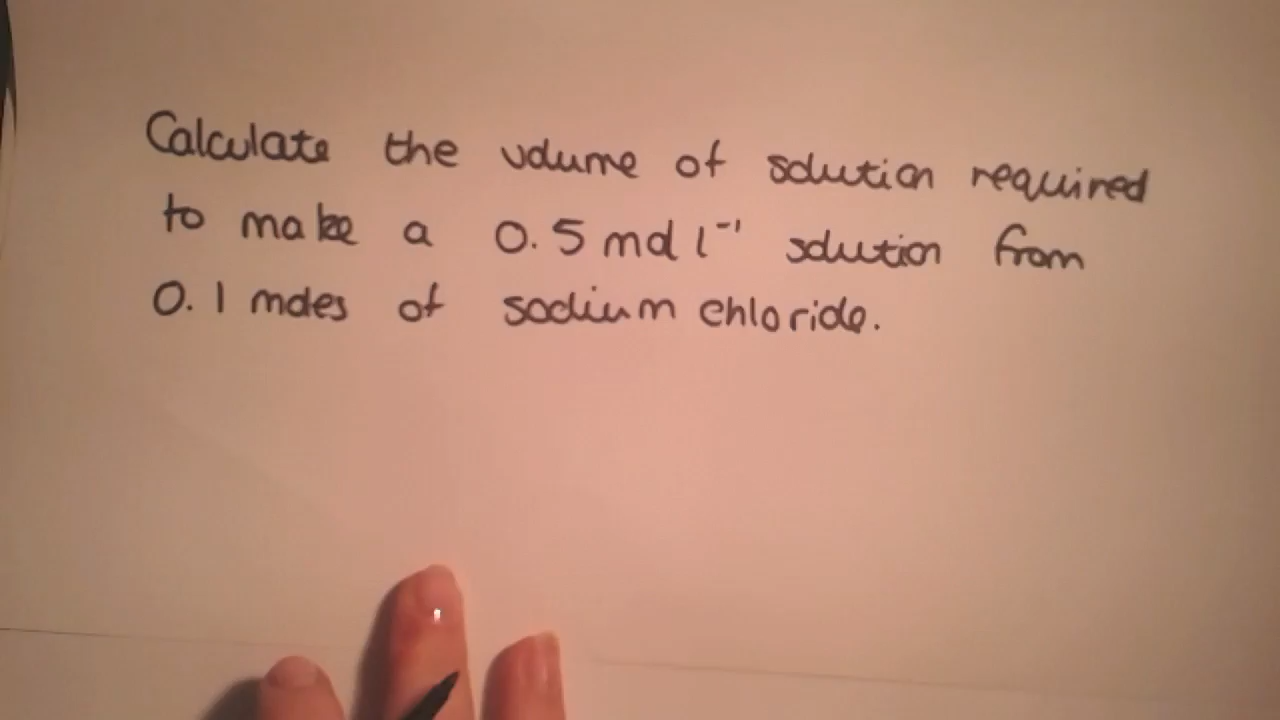 Calculate the volume of solution required
to make a 0.5 mol l⁻¹ solution from
0.1 moles of sodium chloride.